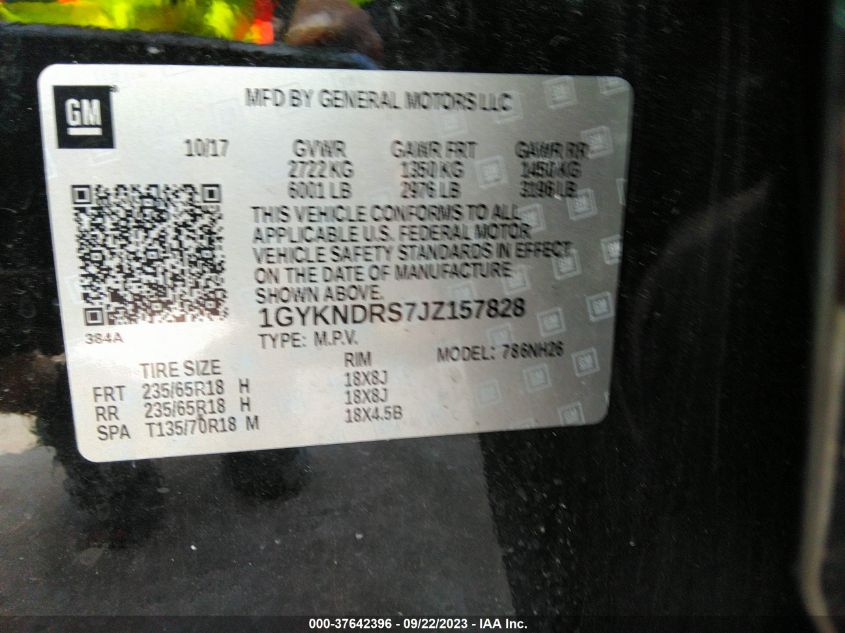 GM
MFD BY GENERAL MOTORS LLC
10/17 GVWR GAWR FRT GAWR RR
2722 KG 1350 KG 1450 KG
6001 LB 2976 LB 3196 LB
THIS VEHICLE CONFORMS TO ALL
APPLICABLE U.S. FEDERAL MOTOR
VEHICLE SAFETY STANDARDS IN EFFECT
ON THE DATE OF MANUFACTURE
SHOWN ABOVE.
1GYKNDRS7JZ157828
384A
TYPE: M.P.V. MODEL: 786NH26
TIRE SIZE RIM
FRT 235/65R18 H 18X8J
RR 235/65R18 H 18X8J
SPA T135/70R18 M 18X4.5B
000-37642396 - 09/22/2023 - IAA Inc.